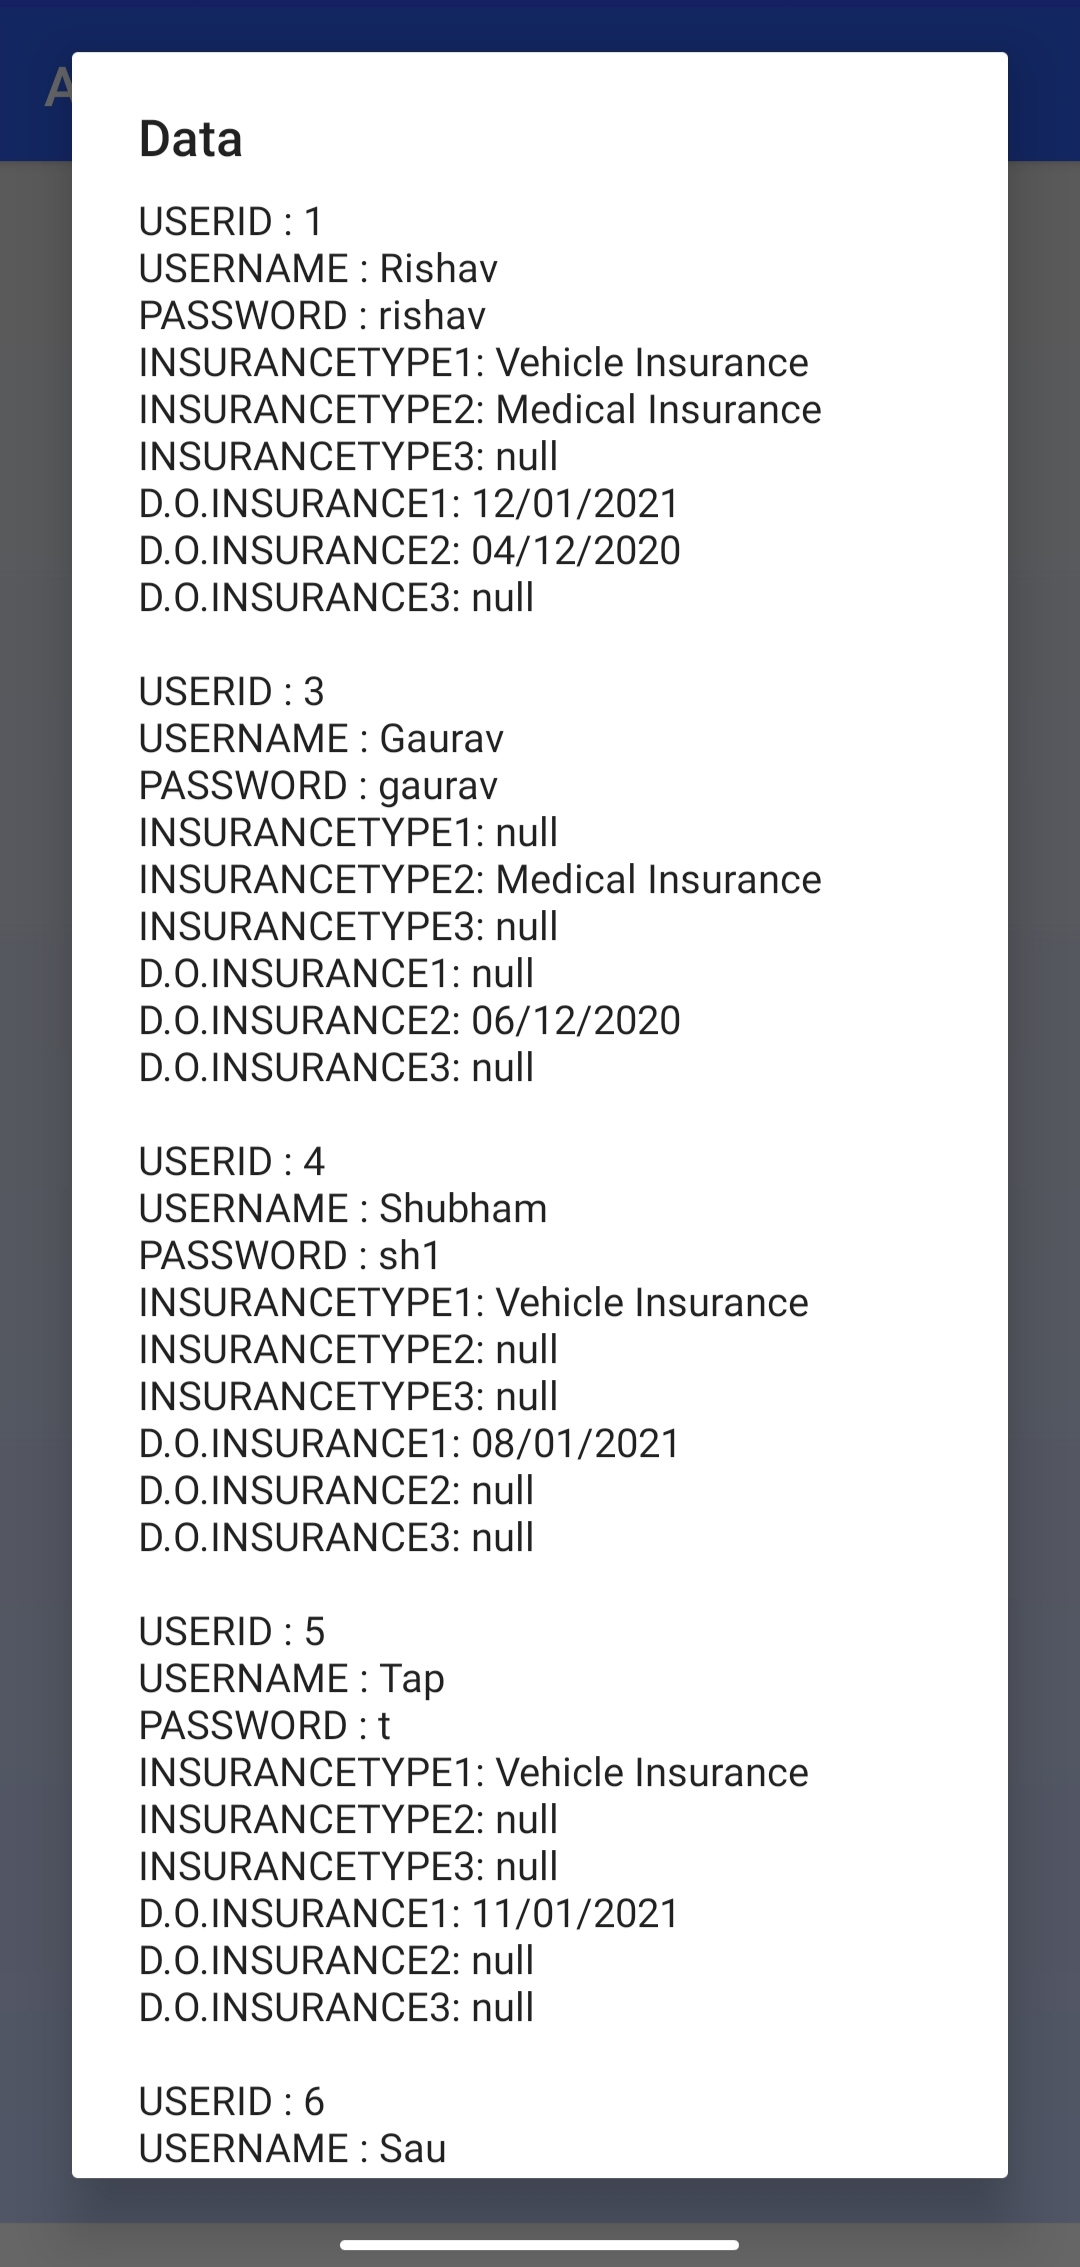 A
Data
USERID : 1
USERNAME : Rishav
PASSWORD : rishav
INSURANCETYPE1: Vehicle Insurance
INSURANCETYPE2: Medical Insurance
INSURANCETYPE3: null
D.O.INSURANCE1: 12/01/2021
D.O.INSURANCE2: 04/12/2020
D.O.INSURANCE3: null
USERID : 3
USERNAME : Gaurav
PASSWORD : gaurav
INSURANCETYPE1: null
INSURANCETYPE2: Medical Insurance
INSURANCETYPE3: null
D.O.INSURANCE1: null
D.O.INSURANCE2: 06/12/2020
D.O.INSURANCE3: null
USERID : 4
USERNAME : Shubham
PASSWORD : sh1
INSURANCETYPE1: Vehicle Insurance
INSURANCETYPE2: null
INSURANCETYPE3: null
D.O.INSURANCE1: 08/01/2021
D.O.INSURANCE2: null
D.O.INSURANCE3: null
USERID : 5
USERNAME : Tap
PASSWORD : t
INSURANCETYPE1: Vehicle Insurance
INSURANCETYPE2: null
INSURANCETYPE3: null
D.O.INSURANCE1: 11/01/2021
D.O.INSURANCE2: null
D.O.INSURANCE3: null
USERID : 6
USERNAME : Sau